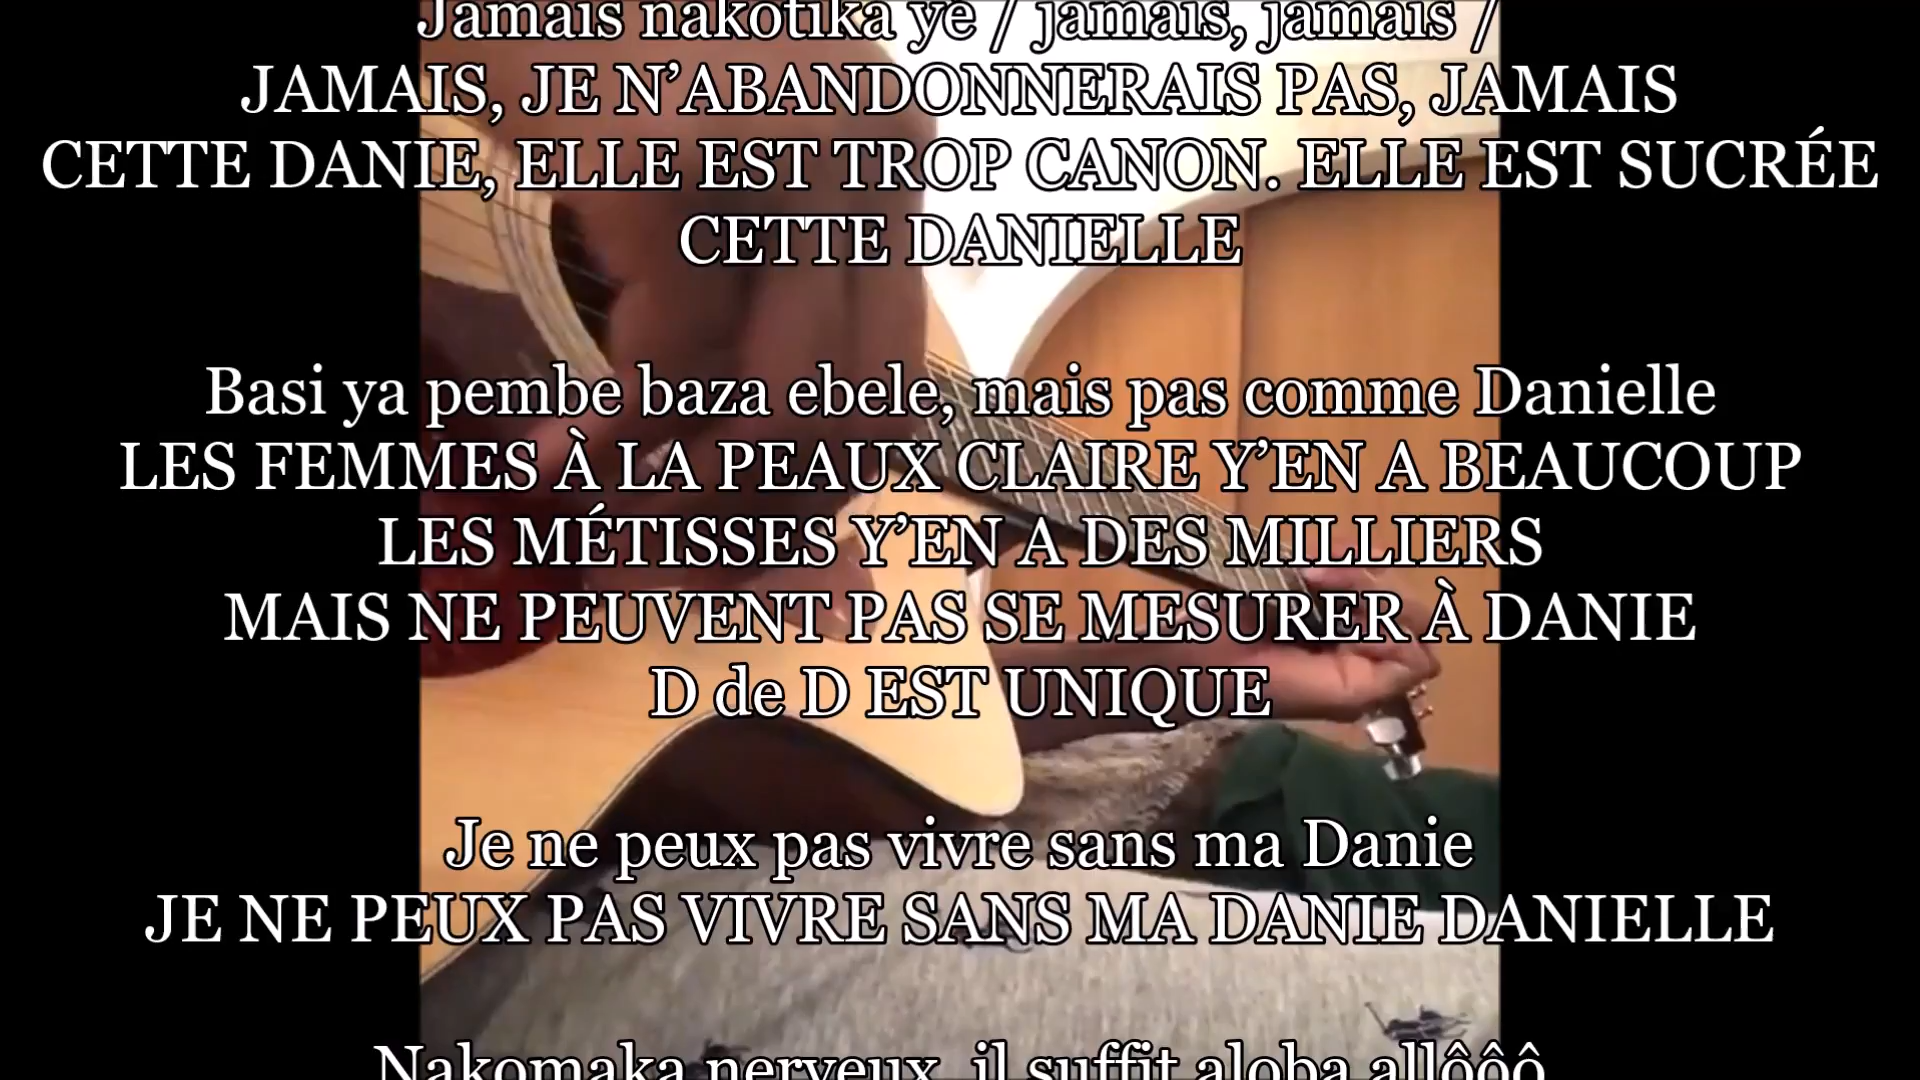 Jamais nakotika yé / jamais, jamais /
JAMAIS, JE N’ABANDONNERAIS PAS, JAMAIS
CETTE DANIE, ELLE EST TROP CANON. ELLE EST SUCRÉE
CETTE DANIELLE
Basi ya pembe baza ebele, mais pas comme Danielle
LES FEMMES À LA PEAUX CLAIRE Y’EN A BEAUCOUP
LES MÉTISSES Y’EN A DES MILLIERS
MAIS NE PEUVENT PAS SE MESURER À DANIE
D de D EST UNIQUE
Je ne peux pas vivre sans ma Danie
JE NE PEUX PAS VIVRE SANS MA DANIE DANIELLE
Nakomaka nerveux, il suffit aloba allôôô